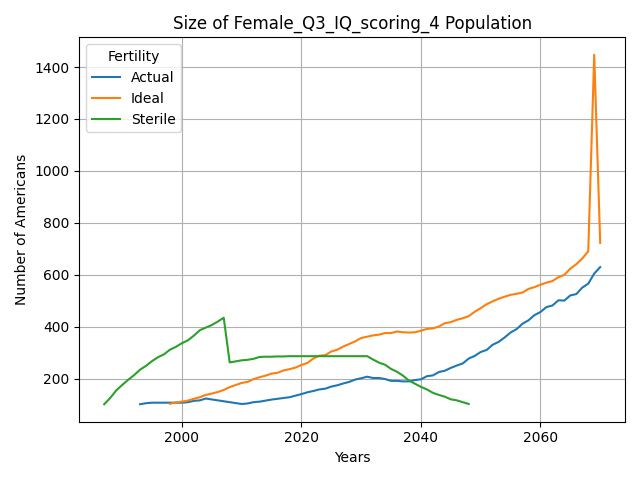 Size of Female_Q3_IQ_scoring_4 Population
Fertility
Actual
Ideal
Sterile
Number of Americans
1400
1200
1000
800
600
400
200
2000
2020
2040
2060
Years